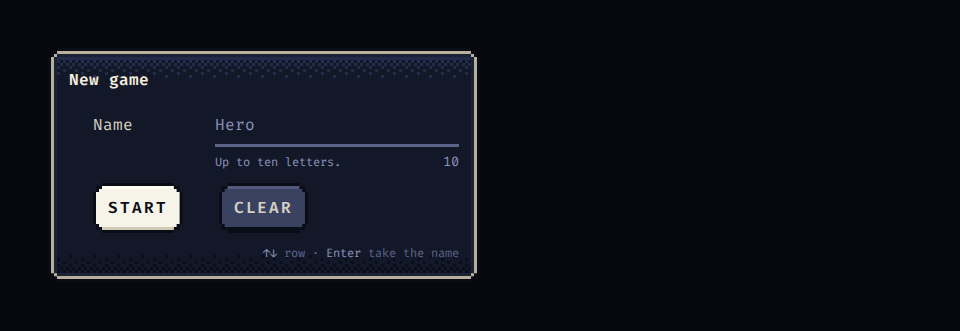 New game
Name Hero
Up to ten letters. 10
START CLEAR
↑↓ row · Enter take the name